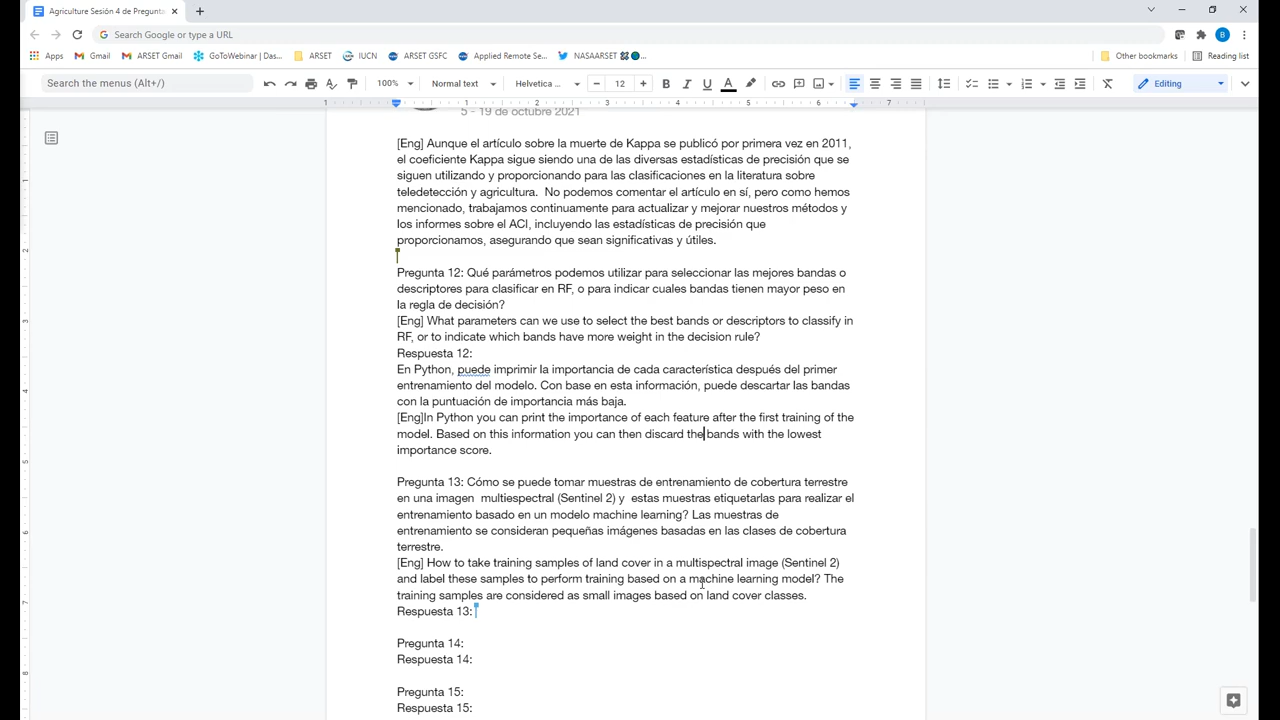 Agriculture Sesión 4 de Pregunta
Search Google or type a URL
B
Apps
Gmail
ARSET Gmail
GoToWebinar | Das...
ARSET
IUCN
ARSET GSFC
Applied Remote Se...
NASAARSET
Other bookmarks
Reading list
Search the menus (Alt+/)
100%
Normal text
Helvetica ...
12
B I U A
Editing
1 1 2 3 4 5 6 7
5 - 19 de octubre 2021
[Eng] Aunque el artículo sobre la muerte de Kappa se publicó por primera vez en 2011,
el coeficiente Kappa sigue siendo una de las diversas estadísticas de precisión que se
siguen utilizando y proporcionando para las clasificaciones en la literatura sobre
teledetección y agricultura. No podemos comentar el artículo en sí, pero como hemos
mencionado, trabajamos continuamente para actualizar y mejorar nuestros métodos y
los informes sobre el ACI, incluyendo las estadísticas de precisión que
proporcionamos, asegurando que sean significativas y útiles.
Pregunta 12: Qué parámetros podemos utilizar para seleccionar las mejores bandas o
descriptores para clasificar en RF, o para indicar cuales bandas tienen mayor peso en
la regla de decisión?
[Eng] What parameters can we use to select the best bands or descriptors to classify in
RF, or to indicate which bands have more weight in the decision rule?
Respuesta 12:
En Python, puede imprimir la importancia de cada característica después del primer
entrenamiento del modelo. Con base en esta información, puede descartar las bandas
con la puntuación de importancia más baja.
[Eng]In Python you can print the importance of each feature after the first training of the
model. Based on this information you can then discard the bands with the lowest
importance score.
Pregunta 13: Cómo se puede tomar muestras de entrenamiento de cobertura terrestre
en una imagen multiespectral (Sentinel 2) y estas muestras etiquetarlas para realizar el
entrenamiento basado en un modelo machine learning? Las muestras de
entrenamiento se consideran pequeñas imágenes basadas en las clases de cobertura
terrestre.
[Eng] How to take training samples of land cover in a multispectral image (Sentinel 2)
and label these samples to perform training based on a machine learning model? The
training samples are considered as small images based on land cover classes.
Respuesta 13:
Pregunta 14:
Respuesta 14:
Pregunta 15:
Respuesta 15: